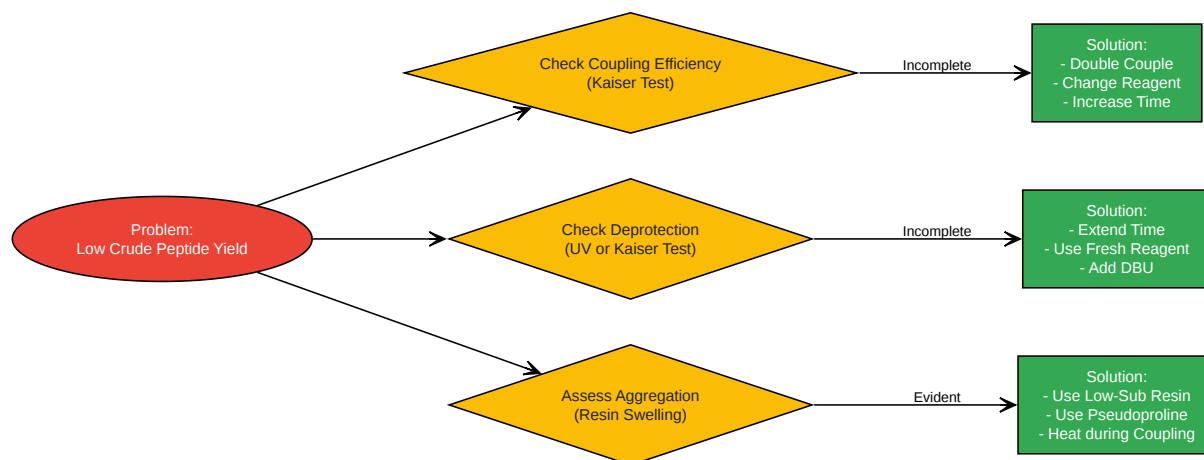 Problem:
Low Crude Peptide Yield
Check Coupling Efficiency
(Kaiser Test)
Incomplete
Solution:
- Double Couple
- Change Reagent
- Increase Time
Check Deprotection
(UV or Kaiser Test)
Incomplete
Solution:
- Extend Time
- Use Fresh Reagent
- Add DBU
Assess Aggregation
(Resin Swelling)
Evident
Solution:
- Use Low-Sub Resin
- Use Pseudoproline
- Heat during Coupling